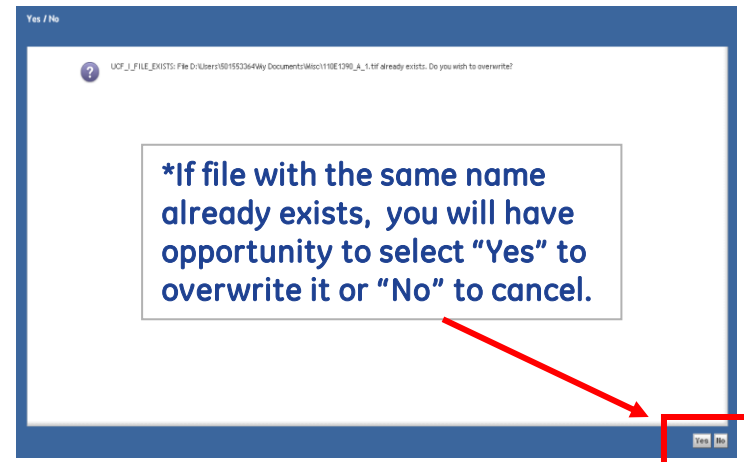 Yes / No
UCF_I_FILE_EXISTS: File D:\Users\501553364\My Documents\Misc\110E1390_A_1.tif already exists. Do you wish to overwrite?
*If file with the same name
already exists, you will have
opportunity to select “Yes” to
overwrite it or “No” to cancel.
Yes No